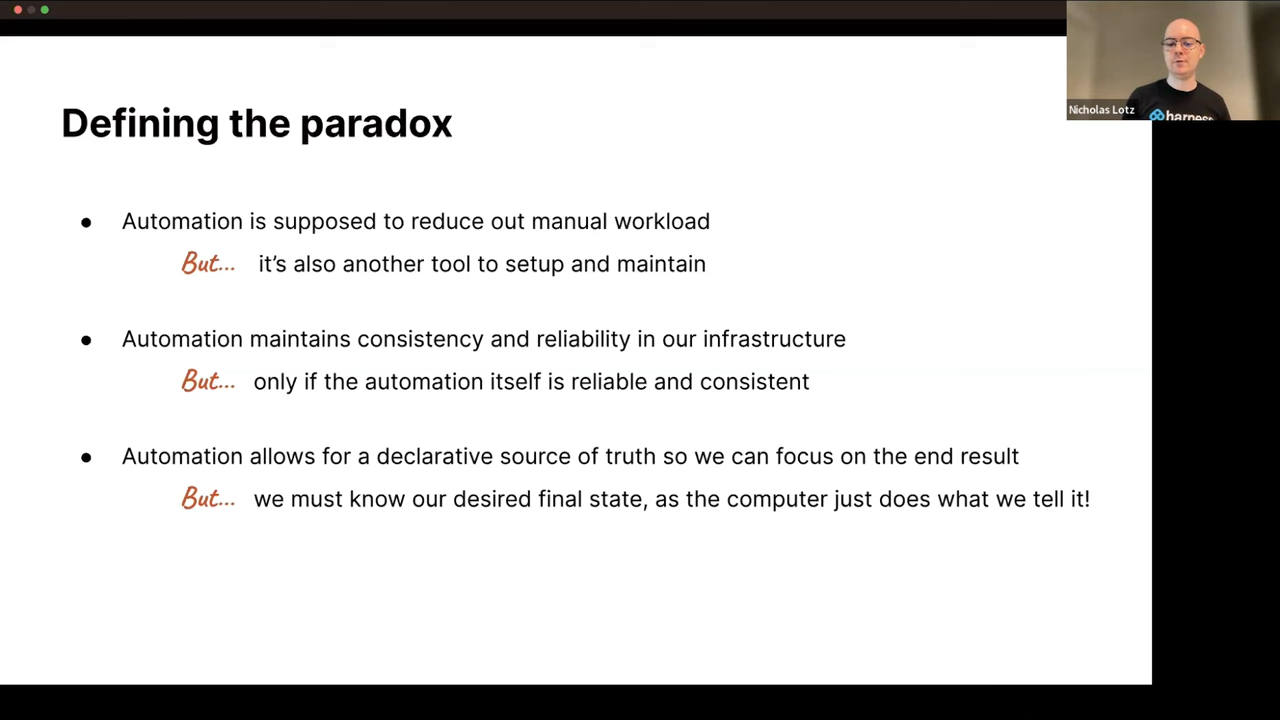 Nicholas Lotz
harness
Defining the paradox
● Automation is supposed to reduce out manual workload
But... it’s also another tool to setup and maintain
● Automation maintains consistency and reliability in our infrastructure
But... only if the automation itself is reliable and consistent
● Automation allows for a declarative source of truth so we can focus on the end result
But... we must know our desired final state, as the computer just does what we tell it!